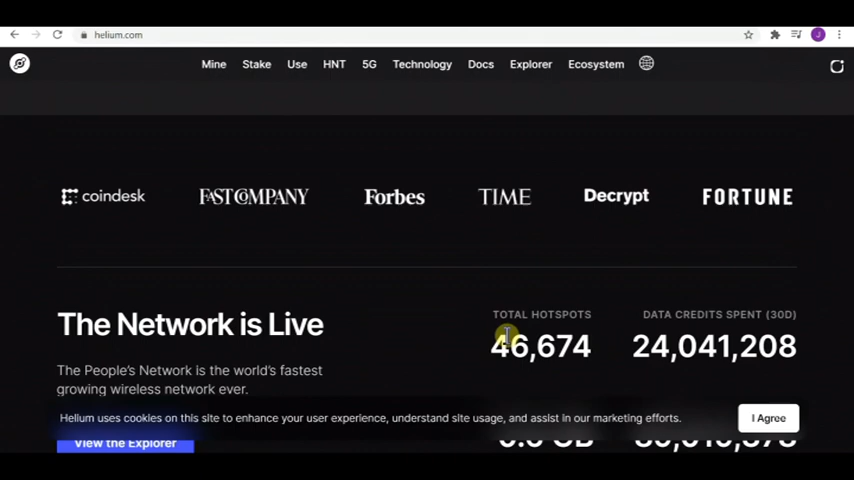 helium.com
J
Mine Stake Use HNT 5G Technology Docs Explorer Ecosystem
coindesk FAST COMPANY Forbes TIME Decrypt FORTUNE
The Network is Live
The People's Network is the world's fastest
growing wireless network ever.
TOTAL HOTSPOTS
46,674
DATA CREDITS SPENT (30D)
24,041,208
Helium uses cookies on this site to enhance your user experience, understand site usage, and assist in our marketing efforts.
I Agree
View the Explorer